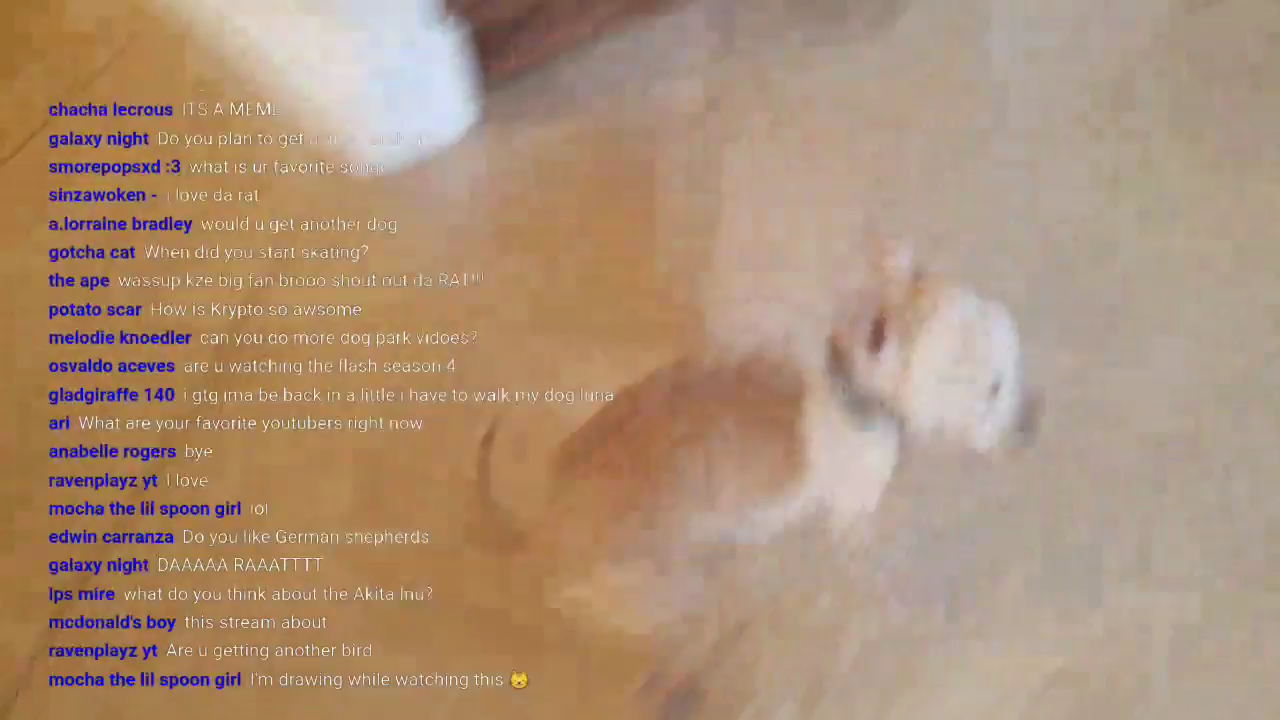 chacha lecrous ITS A MEME
galaxy night Do you plan to get
smorepopsxd :3 what is ur favorite song
sinzawoken - i love da rat
a.lorraine bradley would u get another dog
gotcha cat When did you start skating?
the ape wassup kze big fan brooo shout out da RAT!!!
potato scar How is Krypto so awsome
melodie knoedler can you do more dog park vidoes?
osvaldo aceves are u watching the flash season 4
gladgiraffe 140 i gtg ima be back in a little i have to walk my dog luna
ari What are your favorite youtubers right now
anabelle rogers bye
ravenplayz yt I love
mocha the lil spoon girl lol
edwin carranza Do you like German shepherds
galaxy night DAAAAA RAAATTTT
lps mire what do you think about the Akita Inu?
mcdonald's boy this stream about
ravenplayz yt Are u getting another bird
mocha the lil spoon girl I'm drawing while watching this 😺